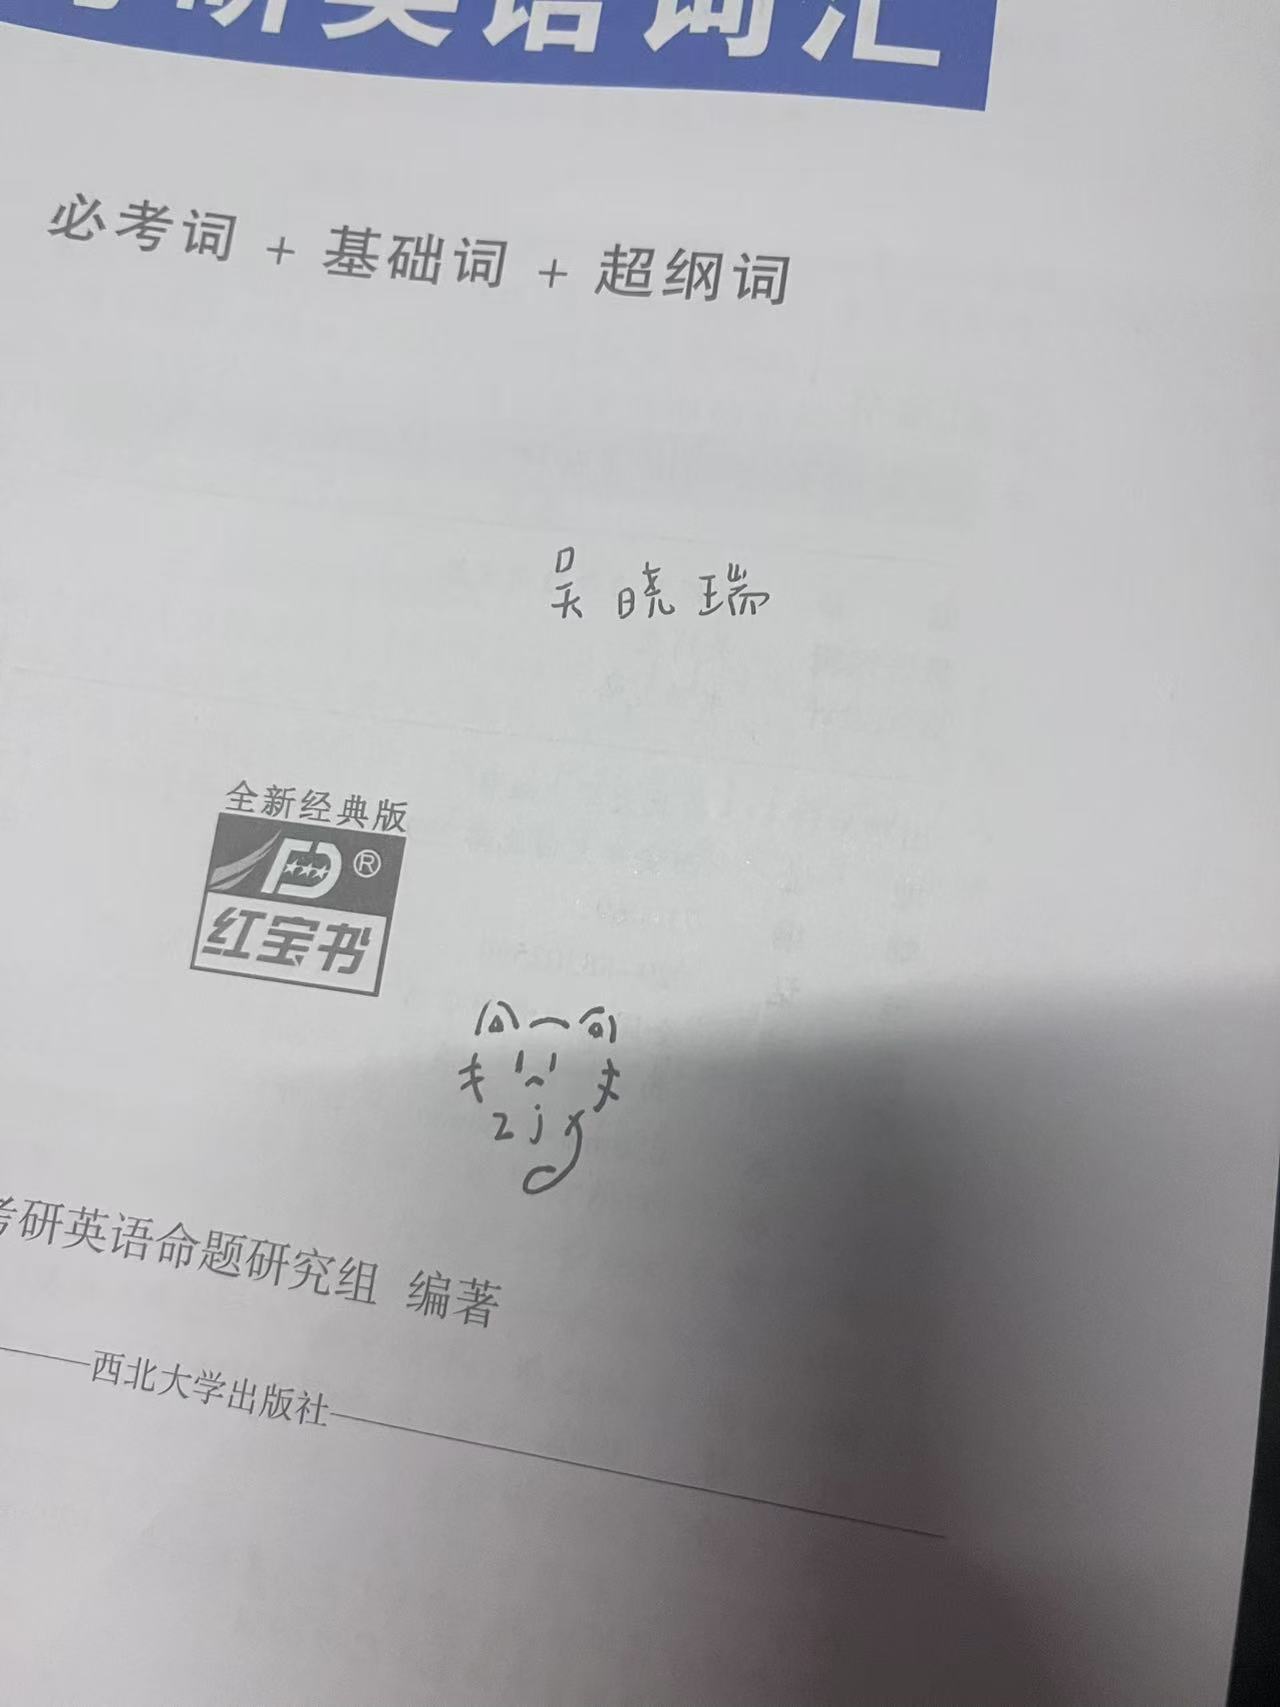 考研英语词汇
必考词 + 基础词 + 超纲词
吴晓瑞
全新经典版
®
红宝书
zjy
考研英语命题研究组 编著
西北大学出版社